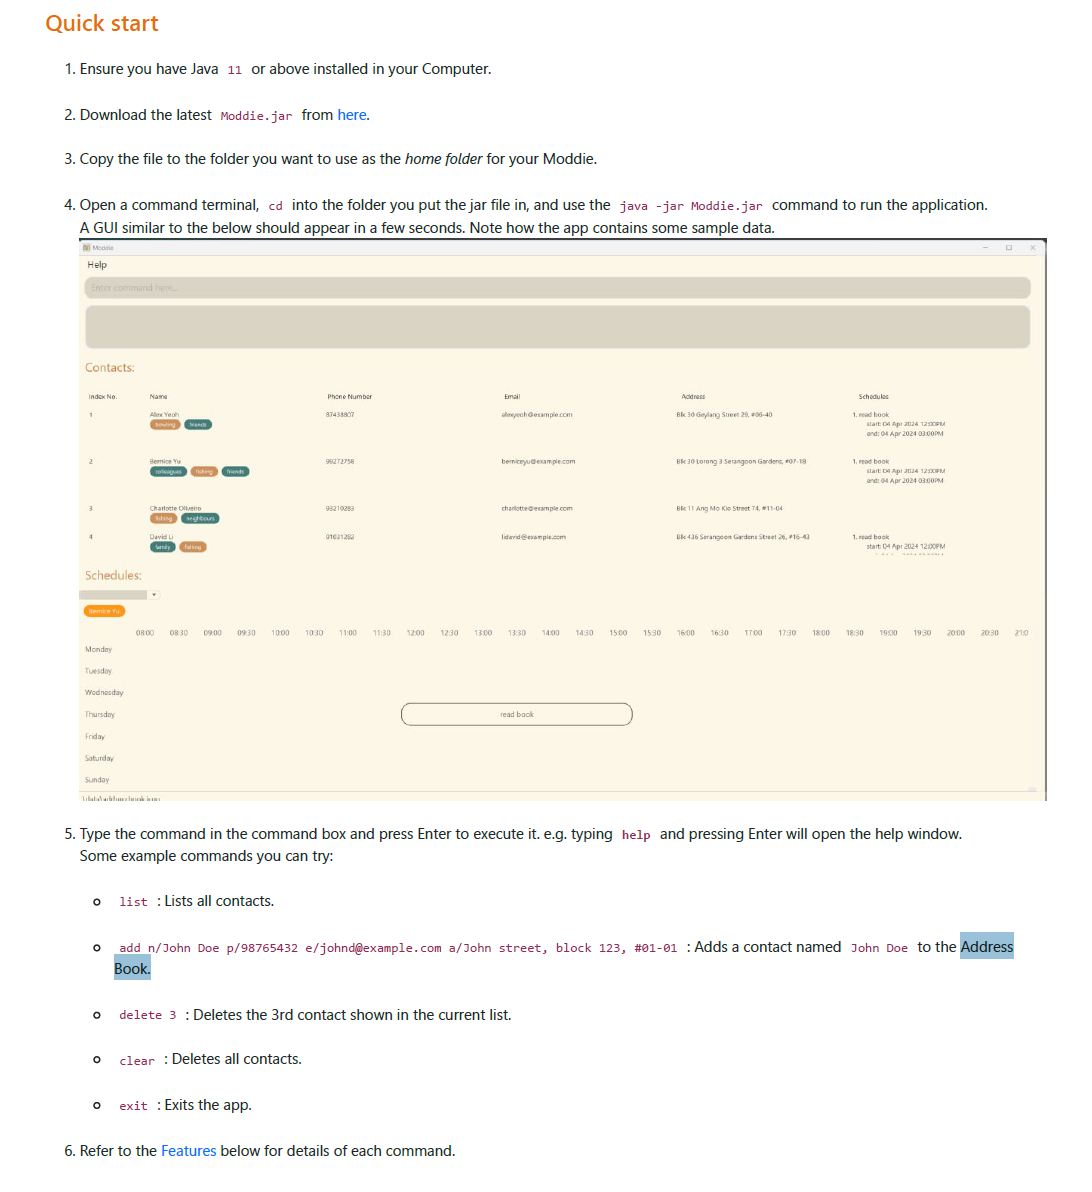 Quick start
1. Ensure you have Java 11 or above installed in your Computer.
2. Download the latest Moddie.jar from here.
3. Copy the file to the folder you want to use as the home folder for your Moddie.
4. Open a command terminal, cd into the folder you put the jar file in, and use the java -jar Moddie.jar command to run the application.
A GUI similar to the below should appear in a few seconds. Note how the app contains some sample data.
Moddie
Help
Enter command here...
Contacts:
Index No. Name Phone Number Email Address Schedules
1 Alex Yeoh 87438807 alexyeoh@example.com Blk 30 Geylang Street 29, #06-40 1. read book
bowling friends start: 04 Apr 2024 12:00PM
end: 04 Apr 2024 03:00PM
2 Bernice Yu 99272758 berniceyu@example.com Blk 30 Lorong 3 Serangoon Gardens, #07-18 1. read book
colleagues fishing friends start: 04 Apr 2024 12:00PM
end: 04 Apr 2024 03:00PM
3 Charlotte Oliveiro 93210283 charlotte@example.com Blk 11 Ang Mo Kio Street 74, #11-04
fishing neighbours
4 David Li 91031282 lidavid@example.com Blk 436 Serangoon Gardens Street 26, #16-43 1. read book
family fishing start: 04 Apr 2024 12:00PM
Schedules:
Bernice Yu
08:00 08:30 09:00 09:30 10:00 10:30 11:00 11:30 12:00 12:30 13:00 13:30 14:00 14:30 15:00 15:30 16:00 16:30 17:00 17:30 18:00 18:30 19:00 19:30 20:00 20:30 21:0
Monday
Tuesday
Wednesday
Thursday read book
Friday
Saturday
Sunday
5. Type the command in the command box and press Enter to execute it. e.g. typing help and pressing Enter will open the help window.
Some example commands you can try:
list : Lists all contacts.
add n/John Doe p/98765432 e/johnd@example.com a/John street, block 123, #01-01 : Adds a contact named John Doe to the Address
Book.
delete 3 : Deletes the 3rd contact shown in the current list.
clear : Deletes all contacts.
exit : Exits the app.
6. Refer to the Features below for details of each command.